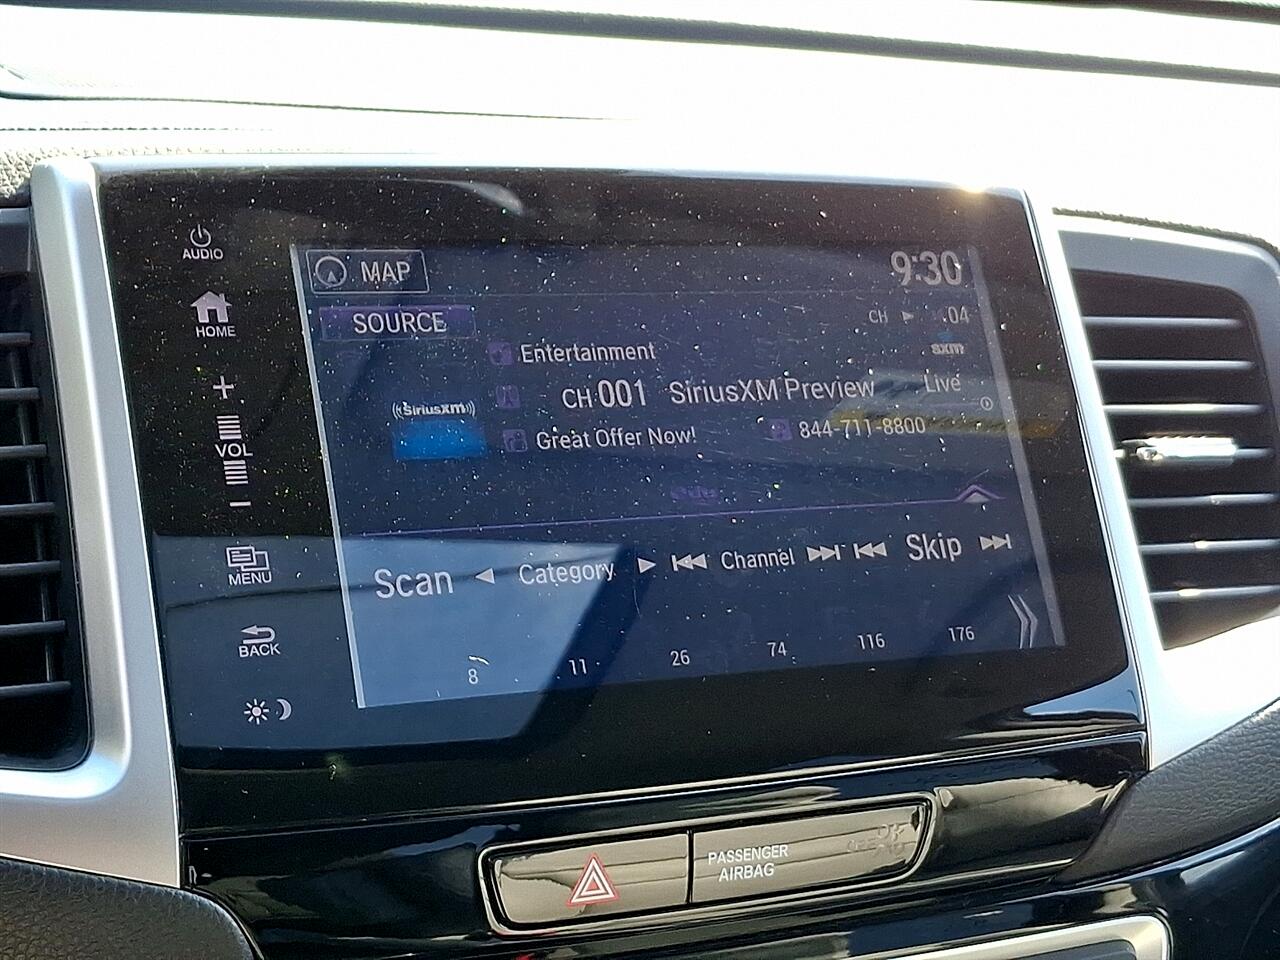 AUDIO
HOME
+
VOL
−
MENU
BACK
MAP
9:30
SOURCE
CH ► .04
Entertainment
sxm
CH 001 SiriusXM Preview Live
((SiriusXM))
Great Offer Now! 844-711-8800
Scan ◄ Category ► Channel Skip
8 11 26 74 116 176
PASSENGER
AIRBAG